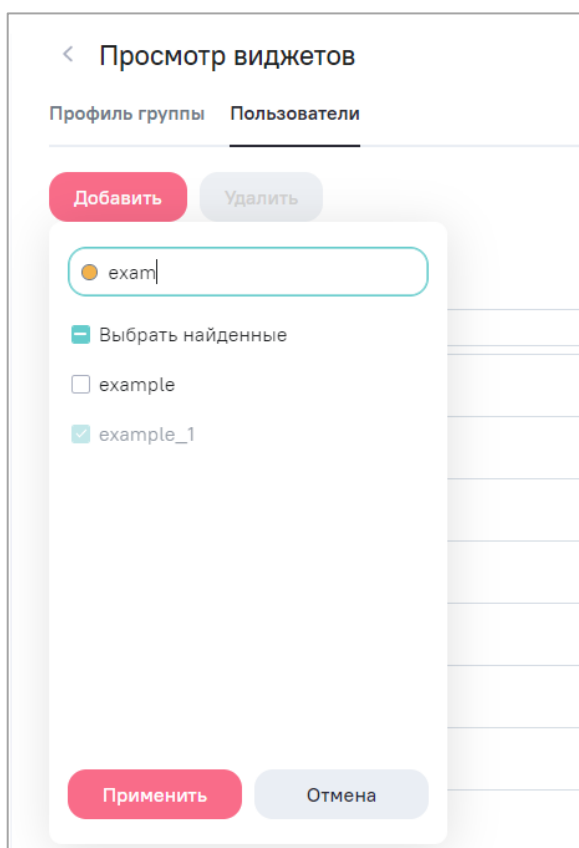 Просмотр виджетов
Профиль группы Пользователи
Добавить Удалить
exam
Выбрать найденные
example
example_1
Применить Отмена